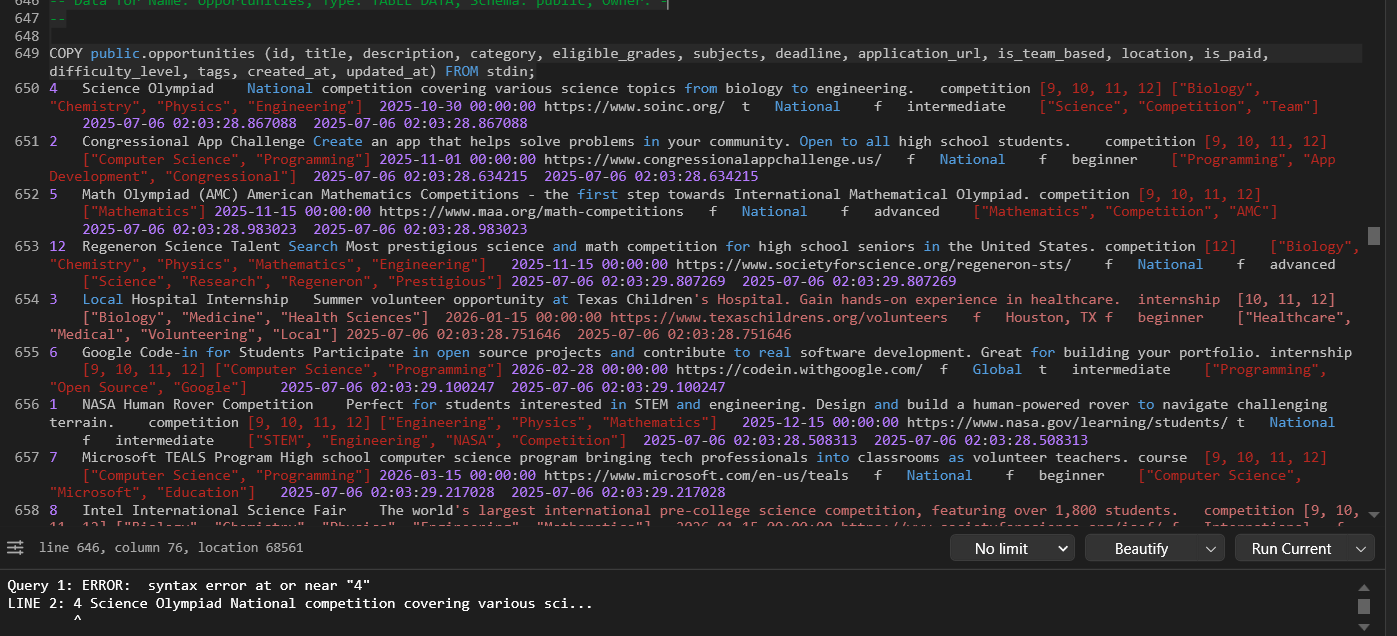 646 -- Data for Name: opportunities; Type: TABLE DATA; Schema: public; Owner: -
647 --
648
649 COPY public.opportunities (id, title, description, category, eligible_grades, subjects, deadline, application_url, is_team_based, location, is_paid,
difficulty_level, tags, created_at, updated_at) FROM stdin;
650 4 Science Olympiad National competition covering various science topics from biology to engineering. competition [9, 10, 11, 12] ["Biology",
"Chemistry", "Physics", "Engineering"] 2025-10-30 00:00:00 https://www.soinc.org/ t National f intermediate ["Science", "Competition", "Team"]
2025-07-06 02:03:28.867088 2025-07-06 02:03:28.867088
651 2 Congressional App Challenge Create an app that helps solve problems in your community. Open to all high school students. competition [9, 10, 11, 12]
["Computer Science", "Programming"] 2025-11-01 00:00:00 https://www.congressionalappchallenge.us/ f National f beginner ["Programming", "App
Development", "Congressional"] 2025-07-06 02:03:28.634215 2025-07-06 02:03:28.634215
652 5 Math Olympiad (AMC) American Mathematics Competitions - the first step towards International Mathematical Olympiad. competition [9, 10, 11, 12]
["Mathematics"] 2025-11-15 00:00:00 https://www.maa.org/math-competitions f National f advanced ["Mathematics", "Competition", "AMC"]
2025-07-06 02:03:28.983023 2025-07-06 02:03:28.983023
653 12 Regeneron Science Talent Search Most prestigious science and math competition for high school seniors in the United States. competition [12] ["Biology",
"Chemistry", "Physics", "Mathematics", "Engineering"] 2025-11-15 00:00:00 https://www.societyforscience.org/regeneron-sts/ f National f advanced
["Science", "Research", "Regeneron", "Prestigious"] 2025-07-06 02:03:29.807269 2025-07-06 02:03:29.807269
654 3 Local Hospital Internship Summer volunteer opportunity at Texas Children's Hospital. Gain hands-on experience in healthcare. internship [10, 11, 12]
["Biology", "Medicine", "Health Sciences"] 2026-01-15 00:00:00 https://www.texaschildrens.org/volunteers f Houston, TX f beginner ["Healthcare",
"Medical", "Volunteering", "Local"] 2025-07-06 02:03:28.751646 2025-07-06 02:03:28.751646
655 6 Google Code-in for Students Participate in open source projects and contribute to real software development. Great for building your portfolio. internship
[9, 10, 11, 12] ["Computer Science", "Programming"] 2026-02-28 00:00:00 https://codein.withgoogle.com/ f Global t intermediate ["Programming",
"Open Source", "Google"] 2025-07-06 02:03:29.100247 2025-07-06 02:03:29.100247
656 1 NASA Human Rover Competition Perfect for students interested in STEM and engineering. Design and build a human-powered rover to navigate challenging
terrain. competition [9, 10, 11, 12] ["Engineering", "Physics", "Mathematics"] 2025-12-15 00:00:00 https://www.nasa.gov/learning/students/ t National
f intermediate ["STEM", "Engineering", "NASA", "Competition"] 2025-07-06 02:03:28.508313 2025-07-06 02:03:28.508313
657 7 Microsoft TEALS Program High school computer science program bringing tech professionals into classrooms as volunteer teachers. course [9, 10, 11, 12]
["Computer Science", "Programming"] 2026-03-15 00:00:00 https://www.microsoft.com/en-us/teals f National f beginner ["Computer Science",
"Microsoft", "Education"] 2025-07-06 02:03:29.217028 2025-07-06 02:03:29.217028
658 8 Intel International Science Fair The world's largest international pre-college science competition, featuring over 1,800 students. competition [9, 10,
11, 12] ["Biology", "Chemistry", "Physics", "Engineering", "Mathematics"] 2026-01-15 00:00:00 https://www.societyforscience.org/isef/ f International f
line 646, column 76, location 68561 No limit Beautify Run Current
Query 1: ERROR: syntax error at or near "4"
LINE 2: 4 Science Olympiad National competition covering various sci...
^